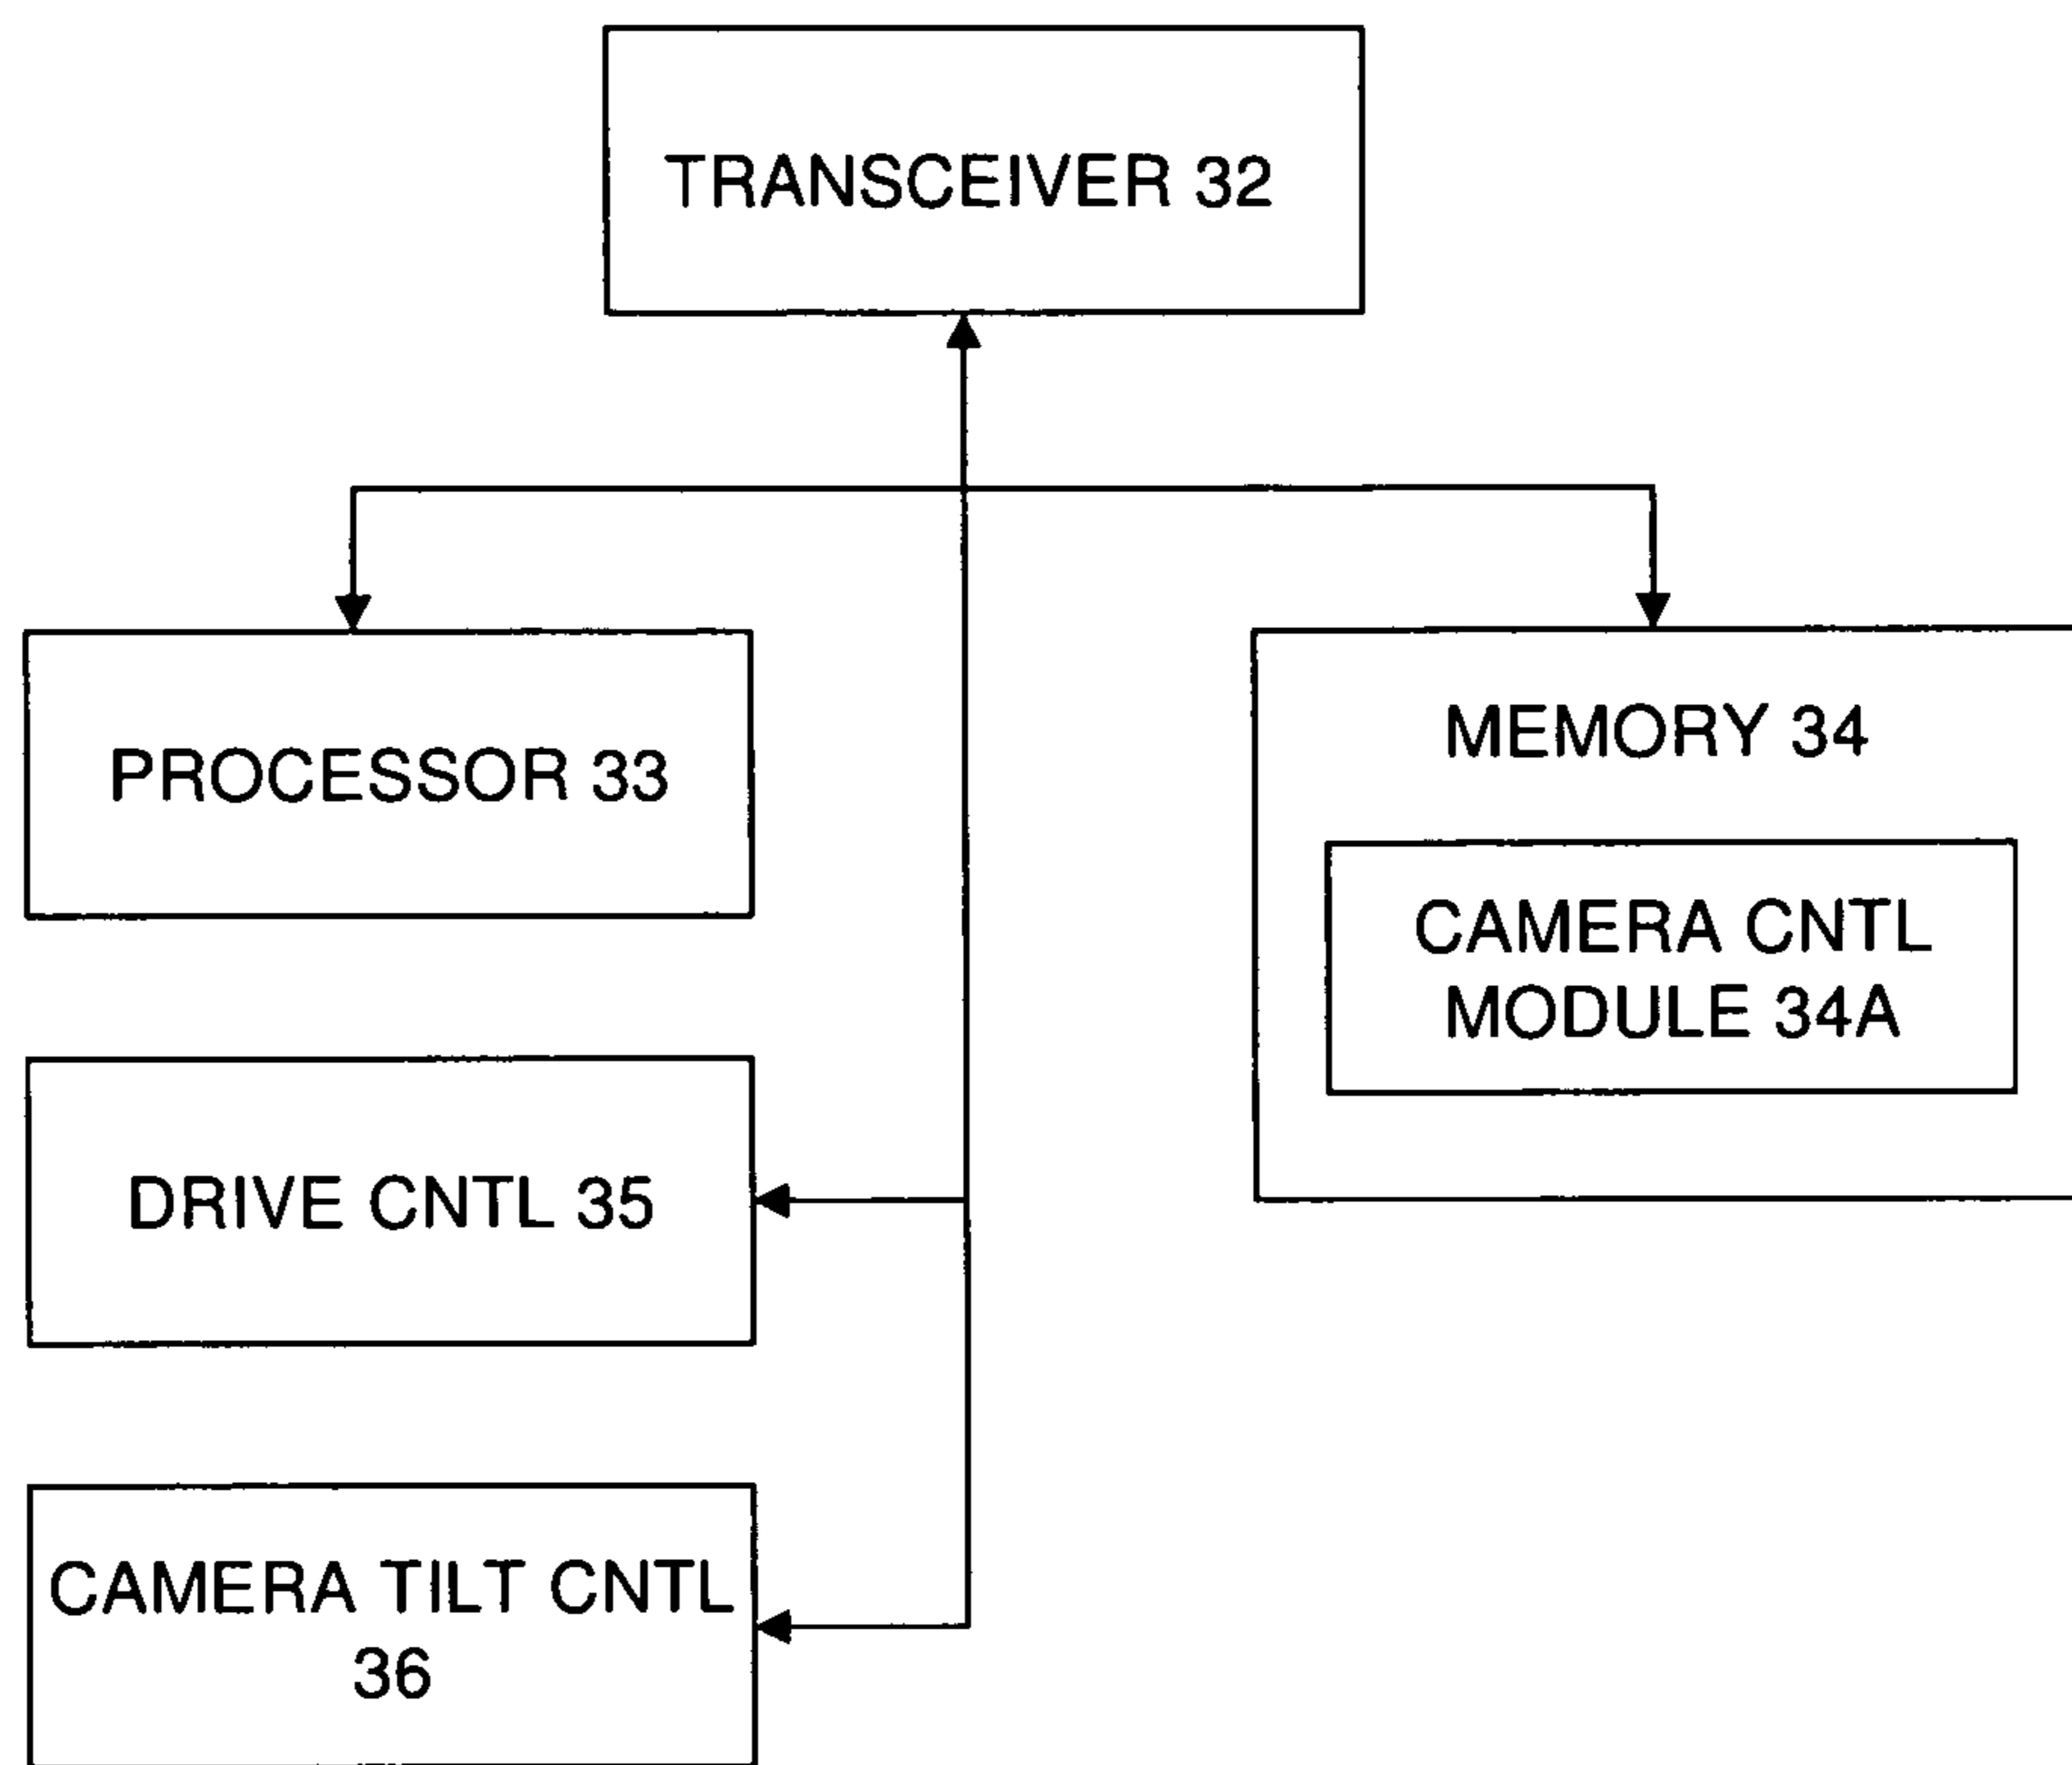 TRANSCEIVER 32
PROCESSOR 33
MEMORY 34
CAMERA CNTL
MODULE 34A
DRIVE CNTL 35
CAMERA TILT CNTL
36